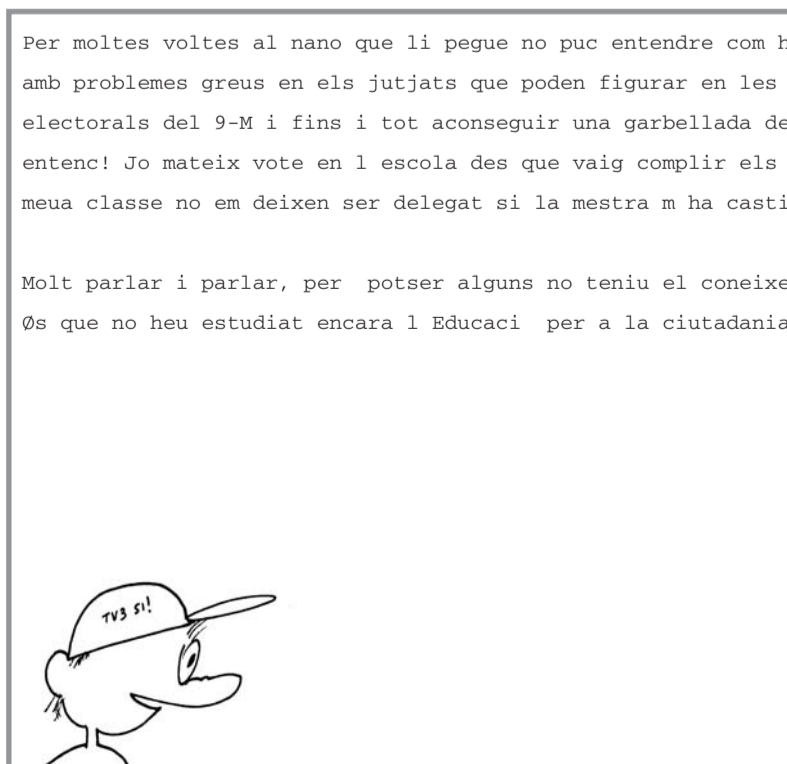 Per moltes voltes al nano que li pegue no puc entendre com h
amb problemes greus en els jutjats que poden figurar en les
electorals del 9-M i fins i tot aconseguir una garbellada de
entenc! Jo mateix vote en l escola des que vaig complir els
meua classe no em deixen ser delegat si la mestra m ha casti
Molt parlar i parlar, per  potser alguns no teniu el coneixe
Øs que no heu estudiat encara l Educaci  per a la ciutadania
TV3 SI!